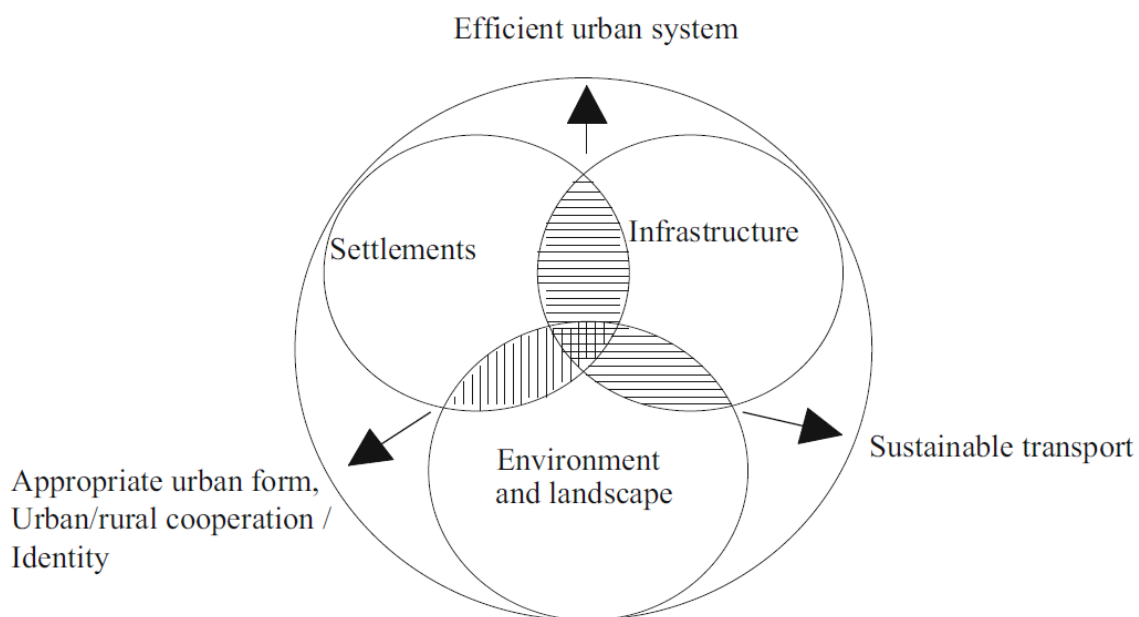 Efficient urban system
Settlements
Infrastructure
Environment
and landscape
Sustainable transport
Appropriate urban form,
Urban/rural cooperation /
Identity